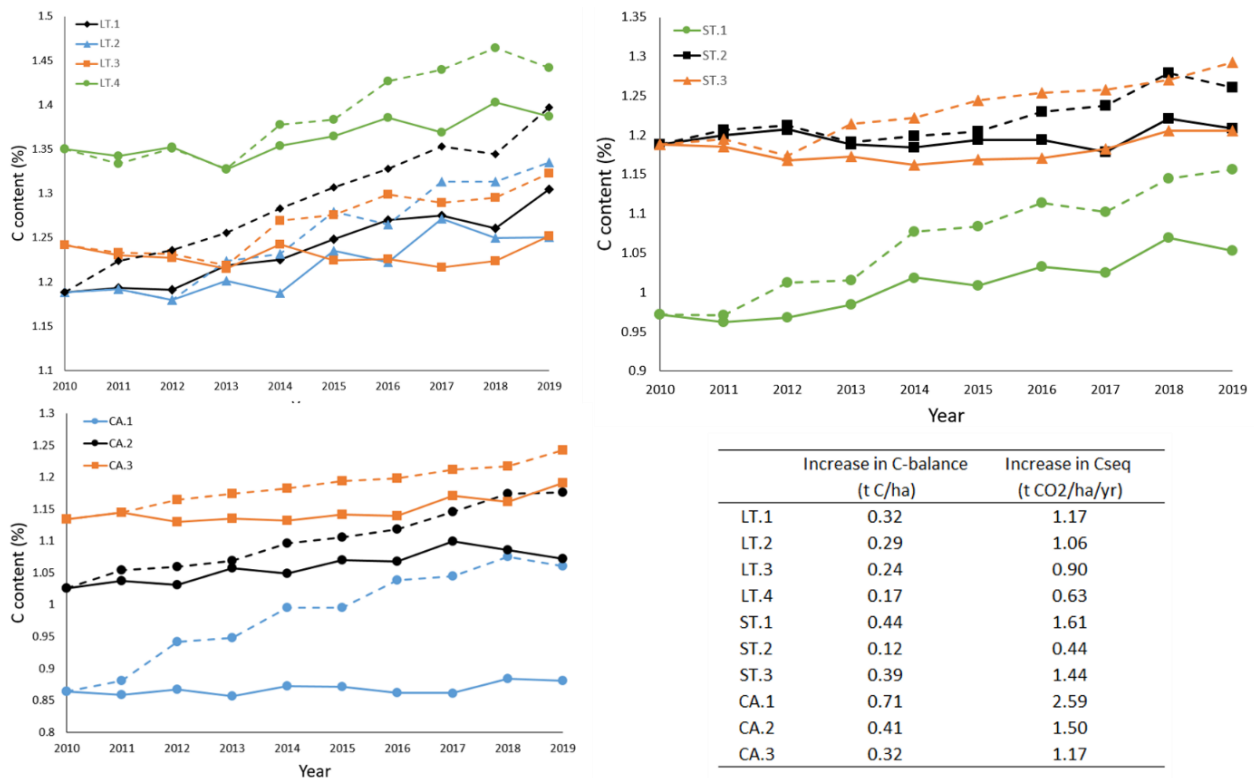 1.5
1.45
1.4
1.35
1.3
1.25
1.2
1.15
1.1
C content (%)
LT.1
LT.2
LT.3
LT.4
2010 2011 2012 2013 2014 2015 2016 2017 2018 2019
1.35
1.3
1.25
1.2
1.15
1.1
1.05
1
0.95
0.9
C content (%)
ST.1
ST.2
ST.3
2010 2011 2012 2013 2014 2015 2016 2017 2018 2019
Year
1.3
1.25
1.2
1.15
1.1
1.05
1
0.95
0.9
0.85
0.8
C content (%)
CA.1
CA.2
CA.3
2010 2011 2012 2013 2014 2015 2016 2017 2018 2019
Year
Increase in C-balance Increase in Cseq
(t C/ha) (t CO2/ha/yr)
LT.1 0.32 1.17
LT.2 0.29 1.06
LT.3 0.24 0.90
LT.4 0.17 0.63
ST.1 0.44 1.61
ST.2 0.12 0.44
ST.3 0.39 1.44
CA.1 0.71 2.59
CA.2 0.41 1.50
CA.3 0.32 1.17